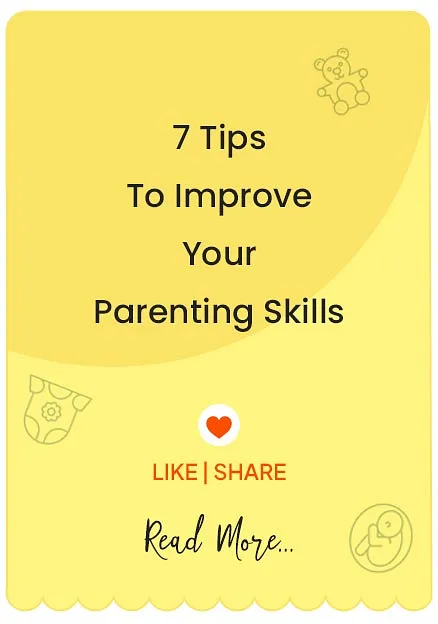 7 Tips
To Improve
Your
Parenting Skills
LIKE | SHARE
Read More...